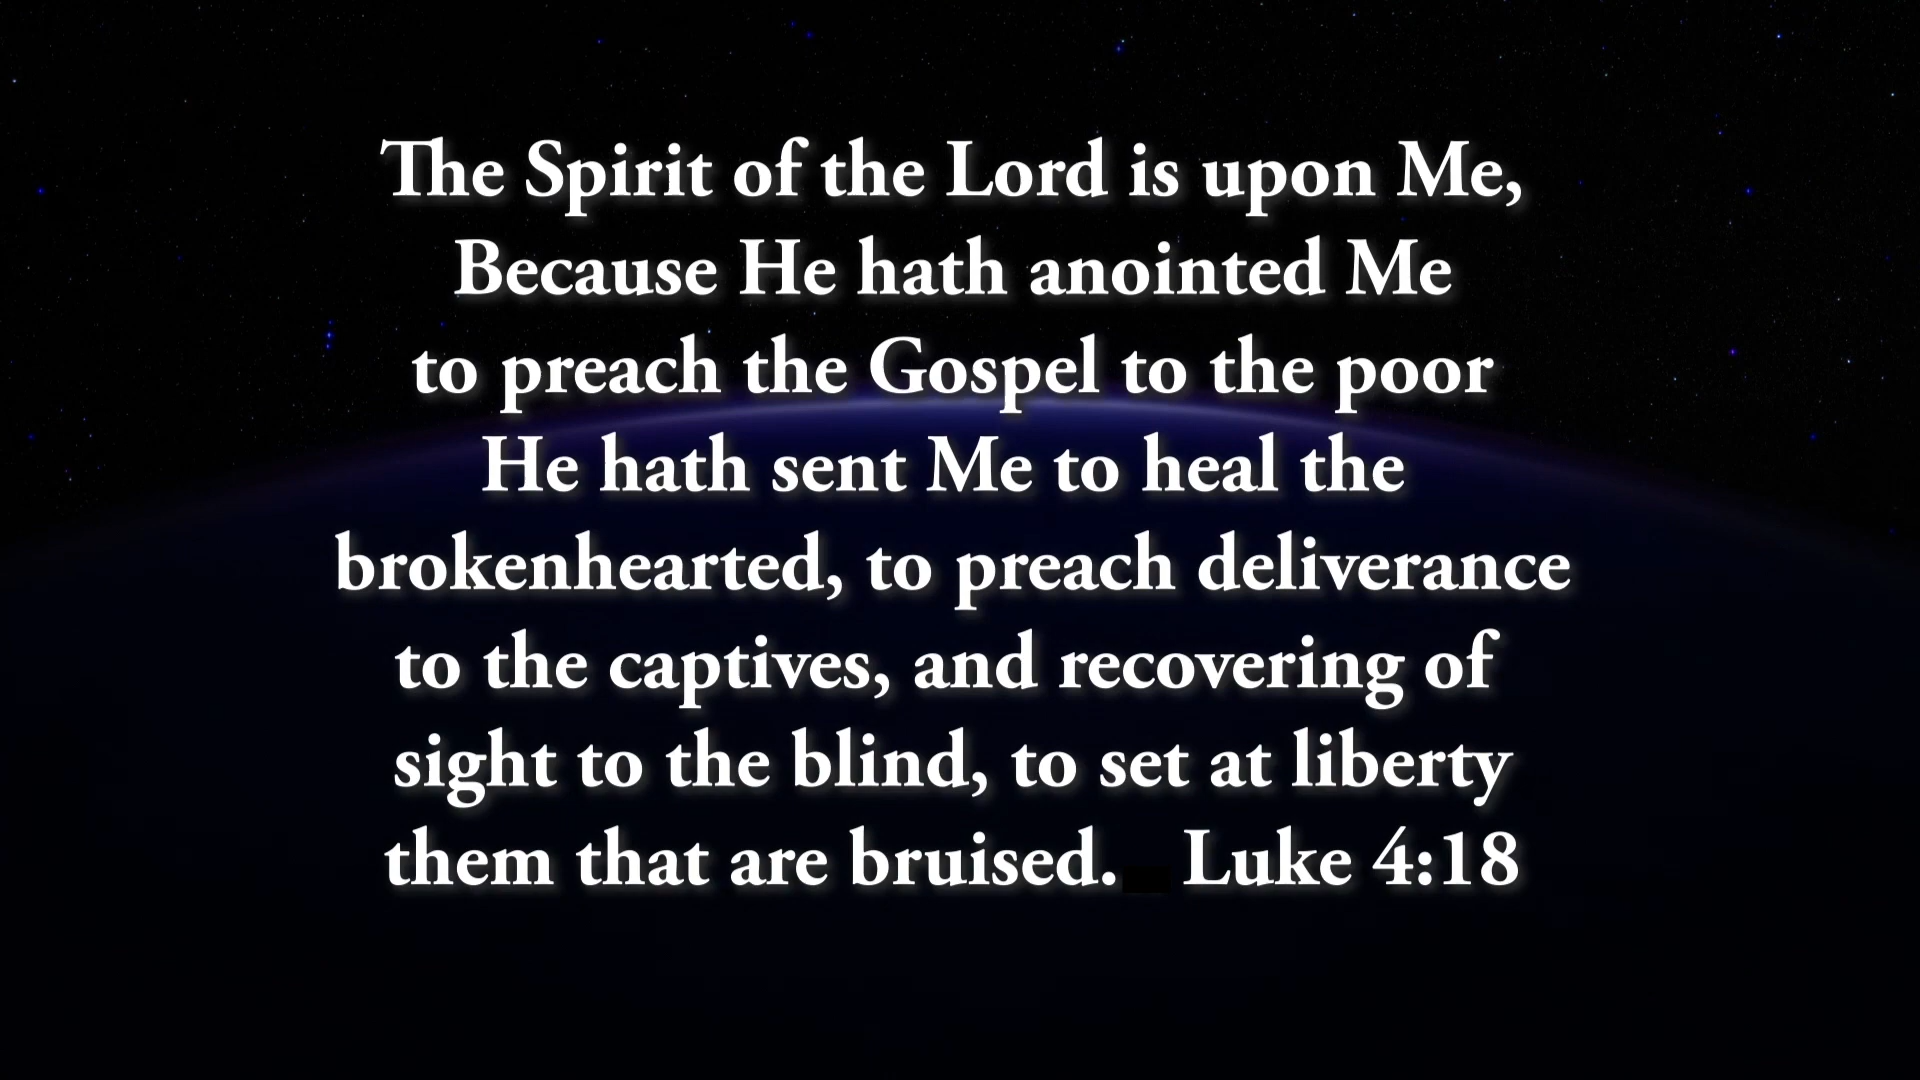 The Spirit of the Lord is upon Me,
Because He hath anointed Me
to preach the Gospel to the poor
He hath sent Me to heal the
brokenhearted, to preach deliverance
to the captives, and recovering of
sight to the blind, to set at liberty
them that are bruised. Luke 4:18